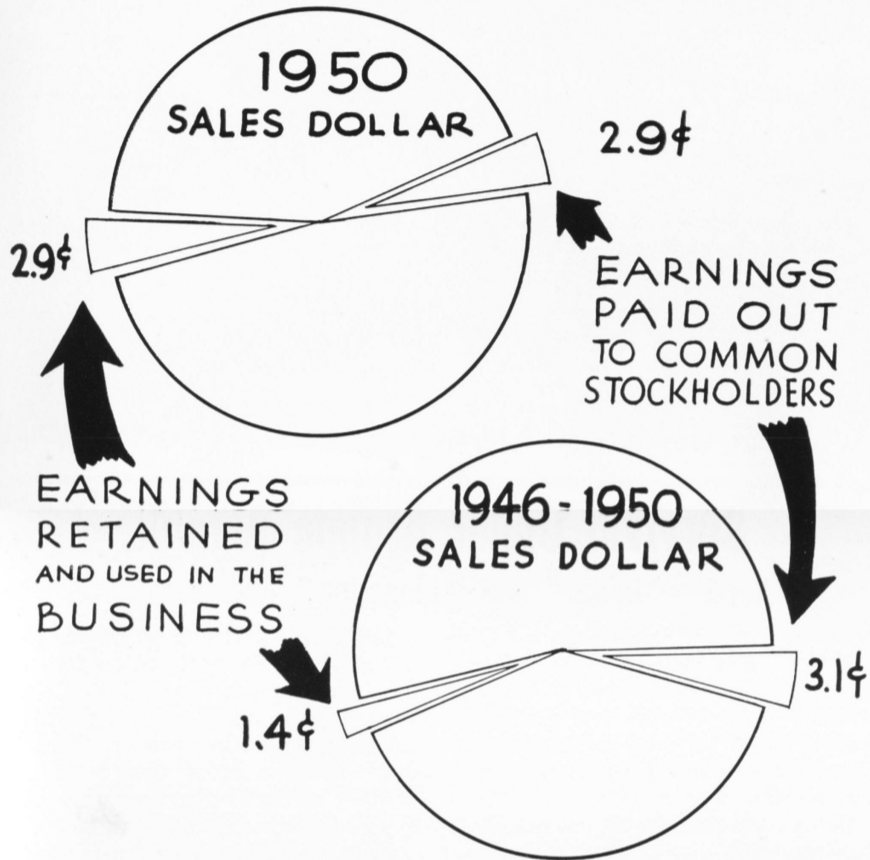 1950
SALES DOLLAR
2.9¢
2.9¢
EARNINGS
PAID OUT
TO COMMON
STOCKHOLDERS
EARNINGS
RETAINED
AND USED IN THE
BUSINESS
1946-1950
SALES DOLLAR
3.1¢
1.4¢